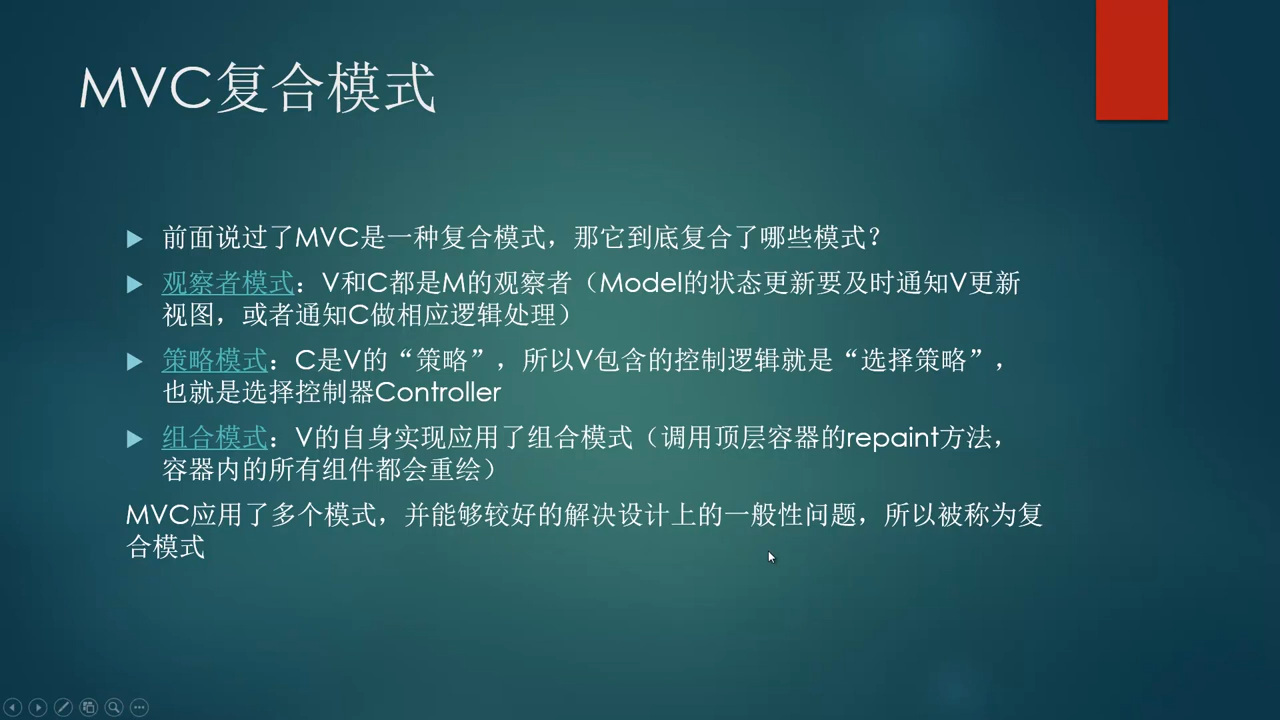 MVC复合模式
前面说过了MVC是一种复合模式，那它到底复合了哪些模式？
观察者模式：V和C都是M的观察者（Model的状态更新要及时通知V更新
视图，或者通知C做相应逻辑处理）
策略模式：C是V的“策略”，所以V包含的控制逻辑就是“选择策略”，
也就是选择控制器Controller
组合模式：V的自身实现应用了组合模式（调用顶层容器的repaint方法，
容器内的所有组件都会重绘）
MVC应用了多个模式，并能够较好的解决设计上的一般性问题，所以被称为复
合模式